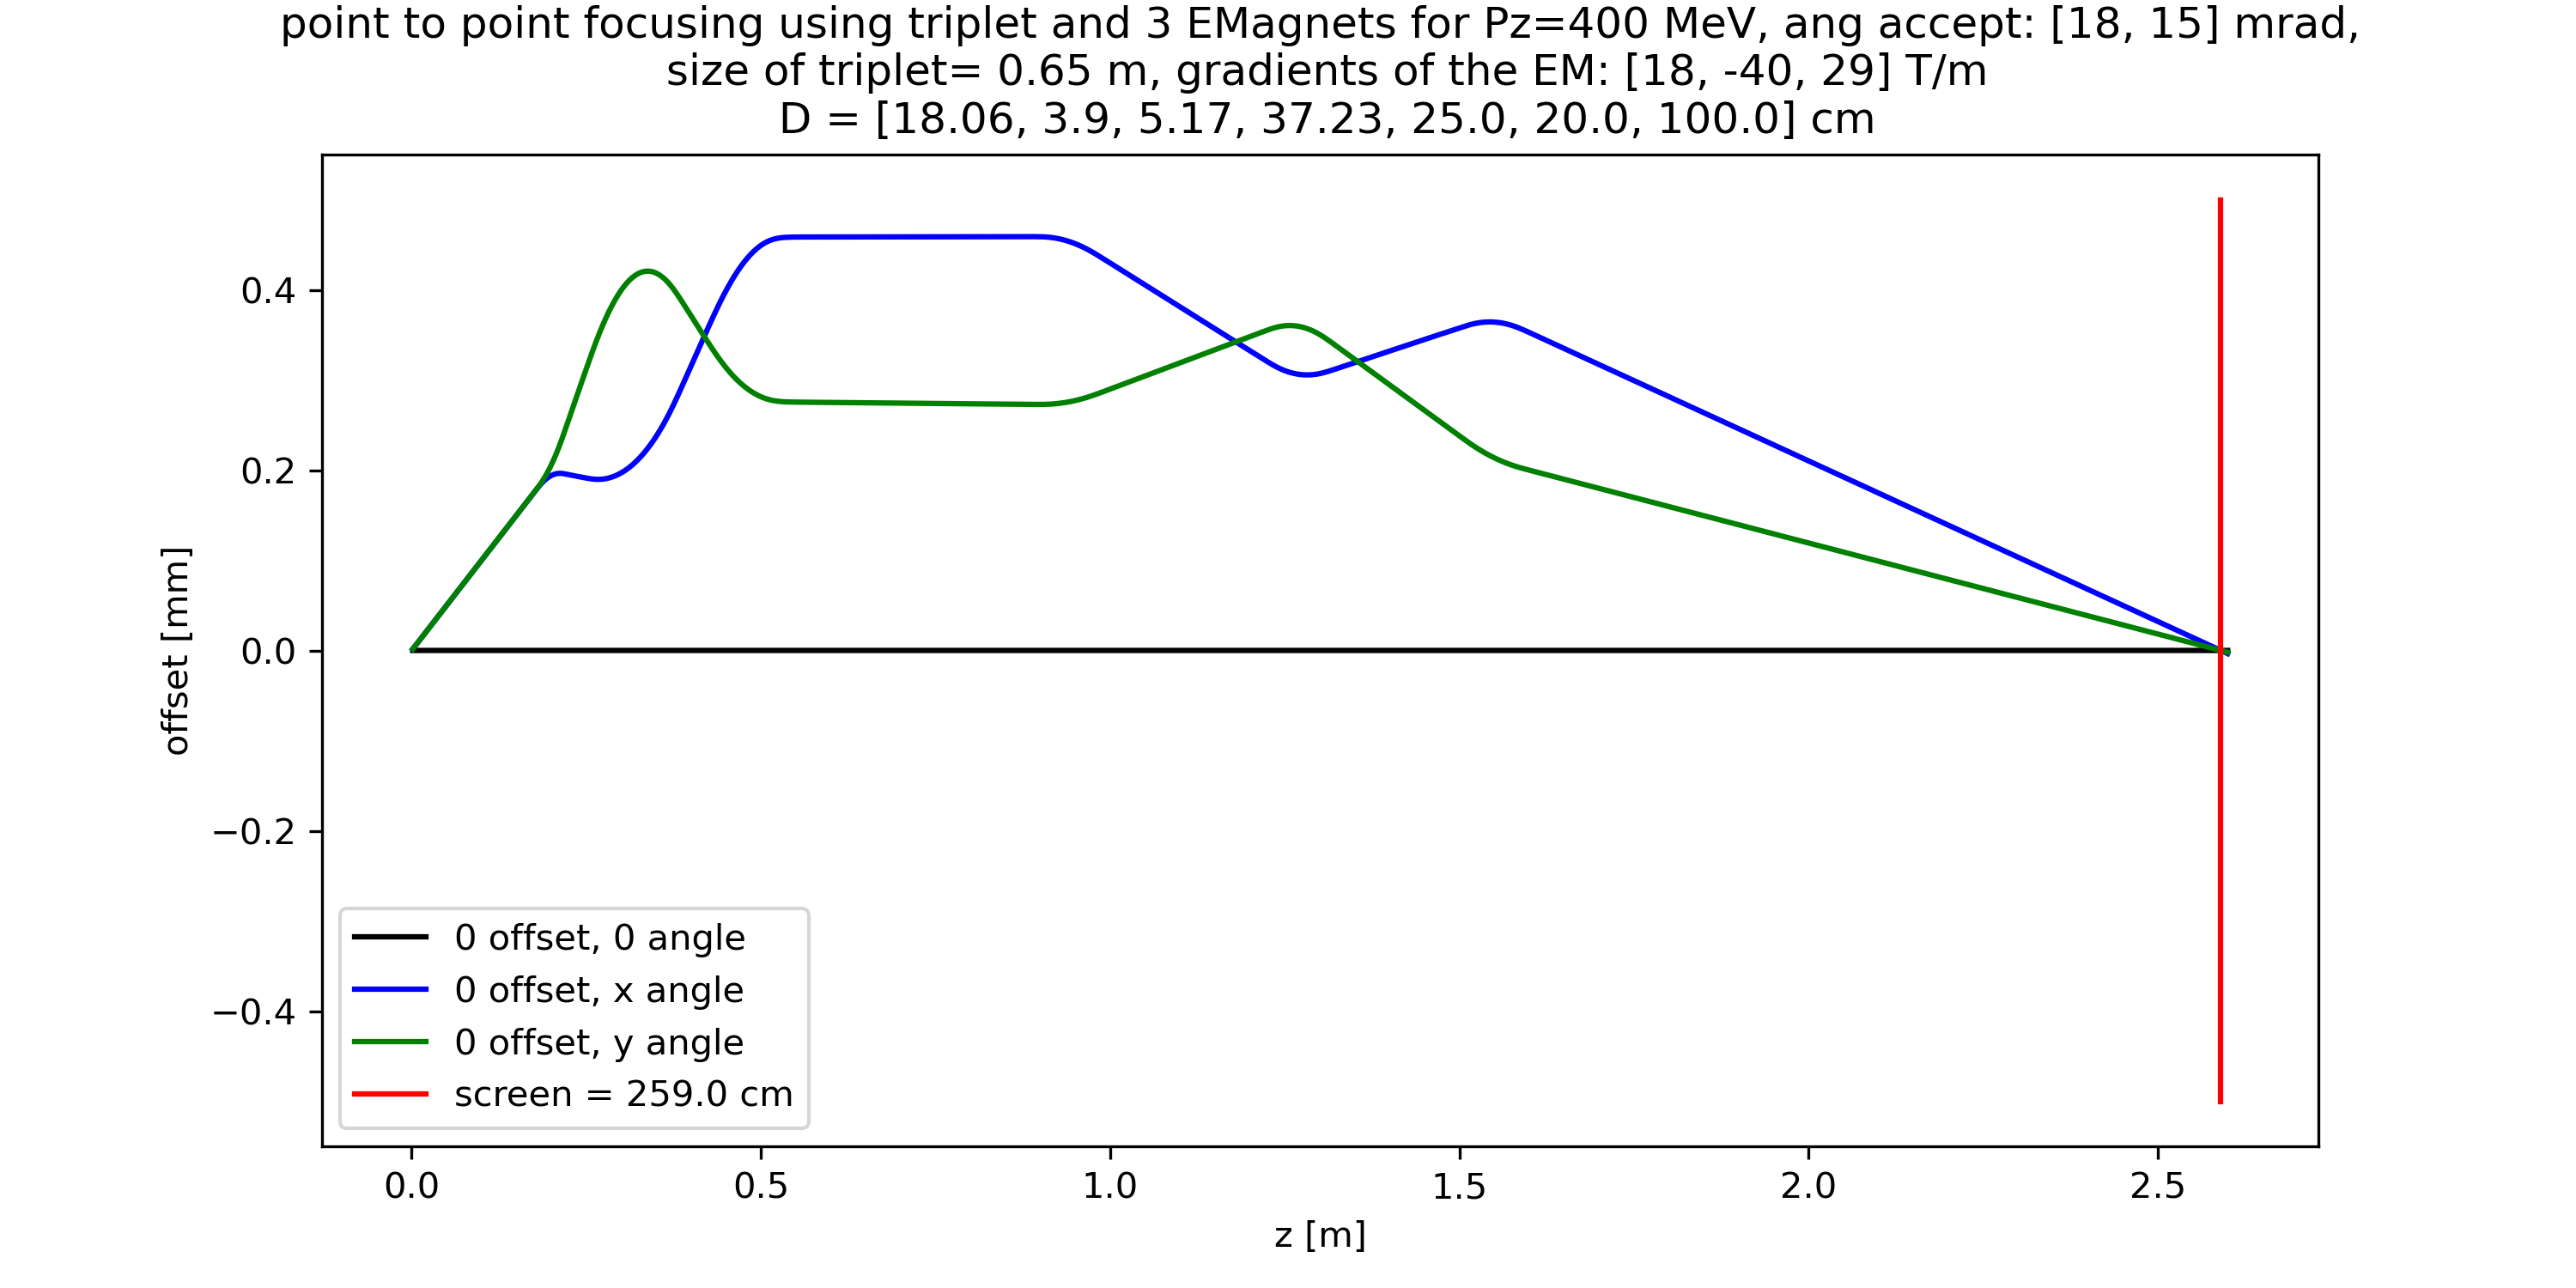 point to point focusing using triplet and 3 EMagnets for Pz=400 MeV, ang accept: [18, 15] mrad,
size of triplet= 0.65 m, gradients of the EM: [18, -40, 29] T/m
D = [18.06, 3.9, 5.17, 37.23, 25.0, 20.0, 100.0] cm
0.4
0.2
0.0
−0.2
−0.4
offset [mm]
0 offset, 0 angle
0 offset, x angle
0 offset, y angle
screen = 259.0 cm
0.0 0.5 1.0 1.5 2.0 2.5
z [m]